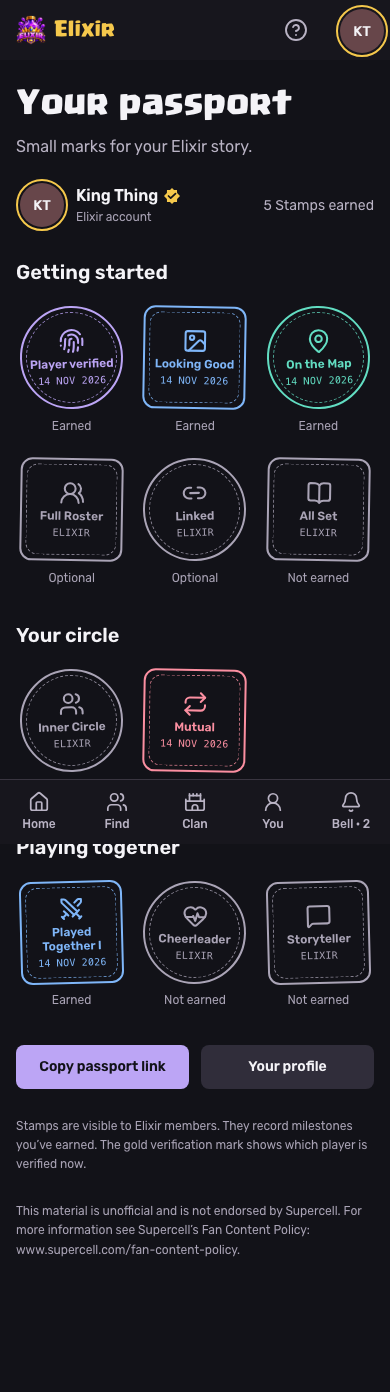 Elixir
KT
Your passport
Small marks for your Elixir story.
KT
King Thing
Elixir account
5 Stamps earned
Getting started
Player verified
14 NOV 2026
Earned
Looking Good
14 NOV 2026
Earned
On the Map
14 NOV 2026
Earned
Full Roster
ELIXIR
Optional
Linked
ELIXIR
Optional
All Set
ELIXIR
Not earned
Your circle
Inner Circle
ELIXIR
Mutual
14 NOV 2026
Home
Find
Clan
You
Bell • 2
Playing together
Played
Together I
14 NOV 2026
Earned
Cheerleader
ELIXIR
Not earned
Storyteller
ELIXIR
Not earned
Copy passport link
Your profile
Stamps are visible to Elixir members. They record milestones
you’ve earned. The gold verification mark shows which player is
verified now.
This material is unofficial and is not endorsed by Supercell. For
more information see Supercell’s Fan Content Policy:
www.supercell.com/fan-content-policy.